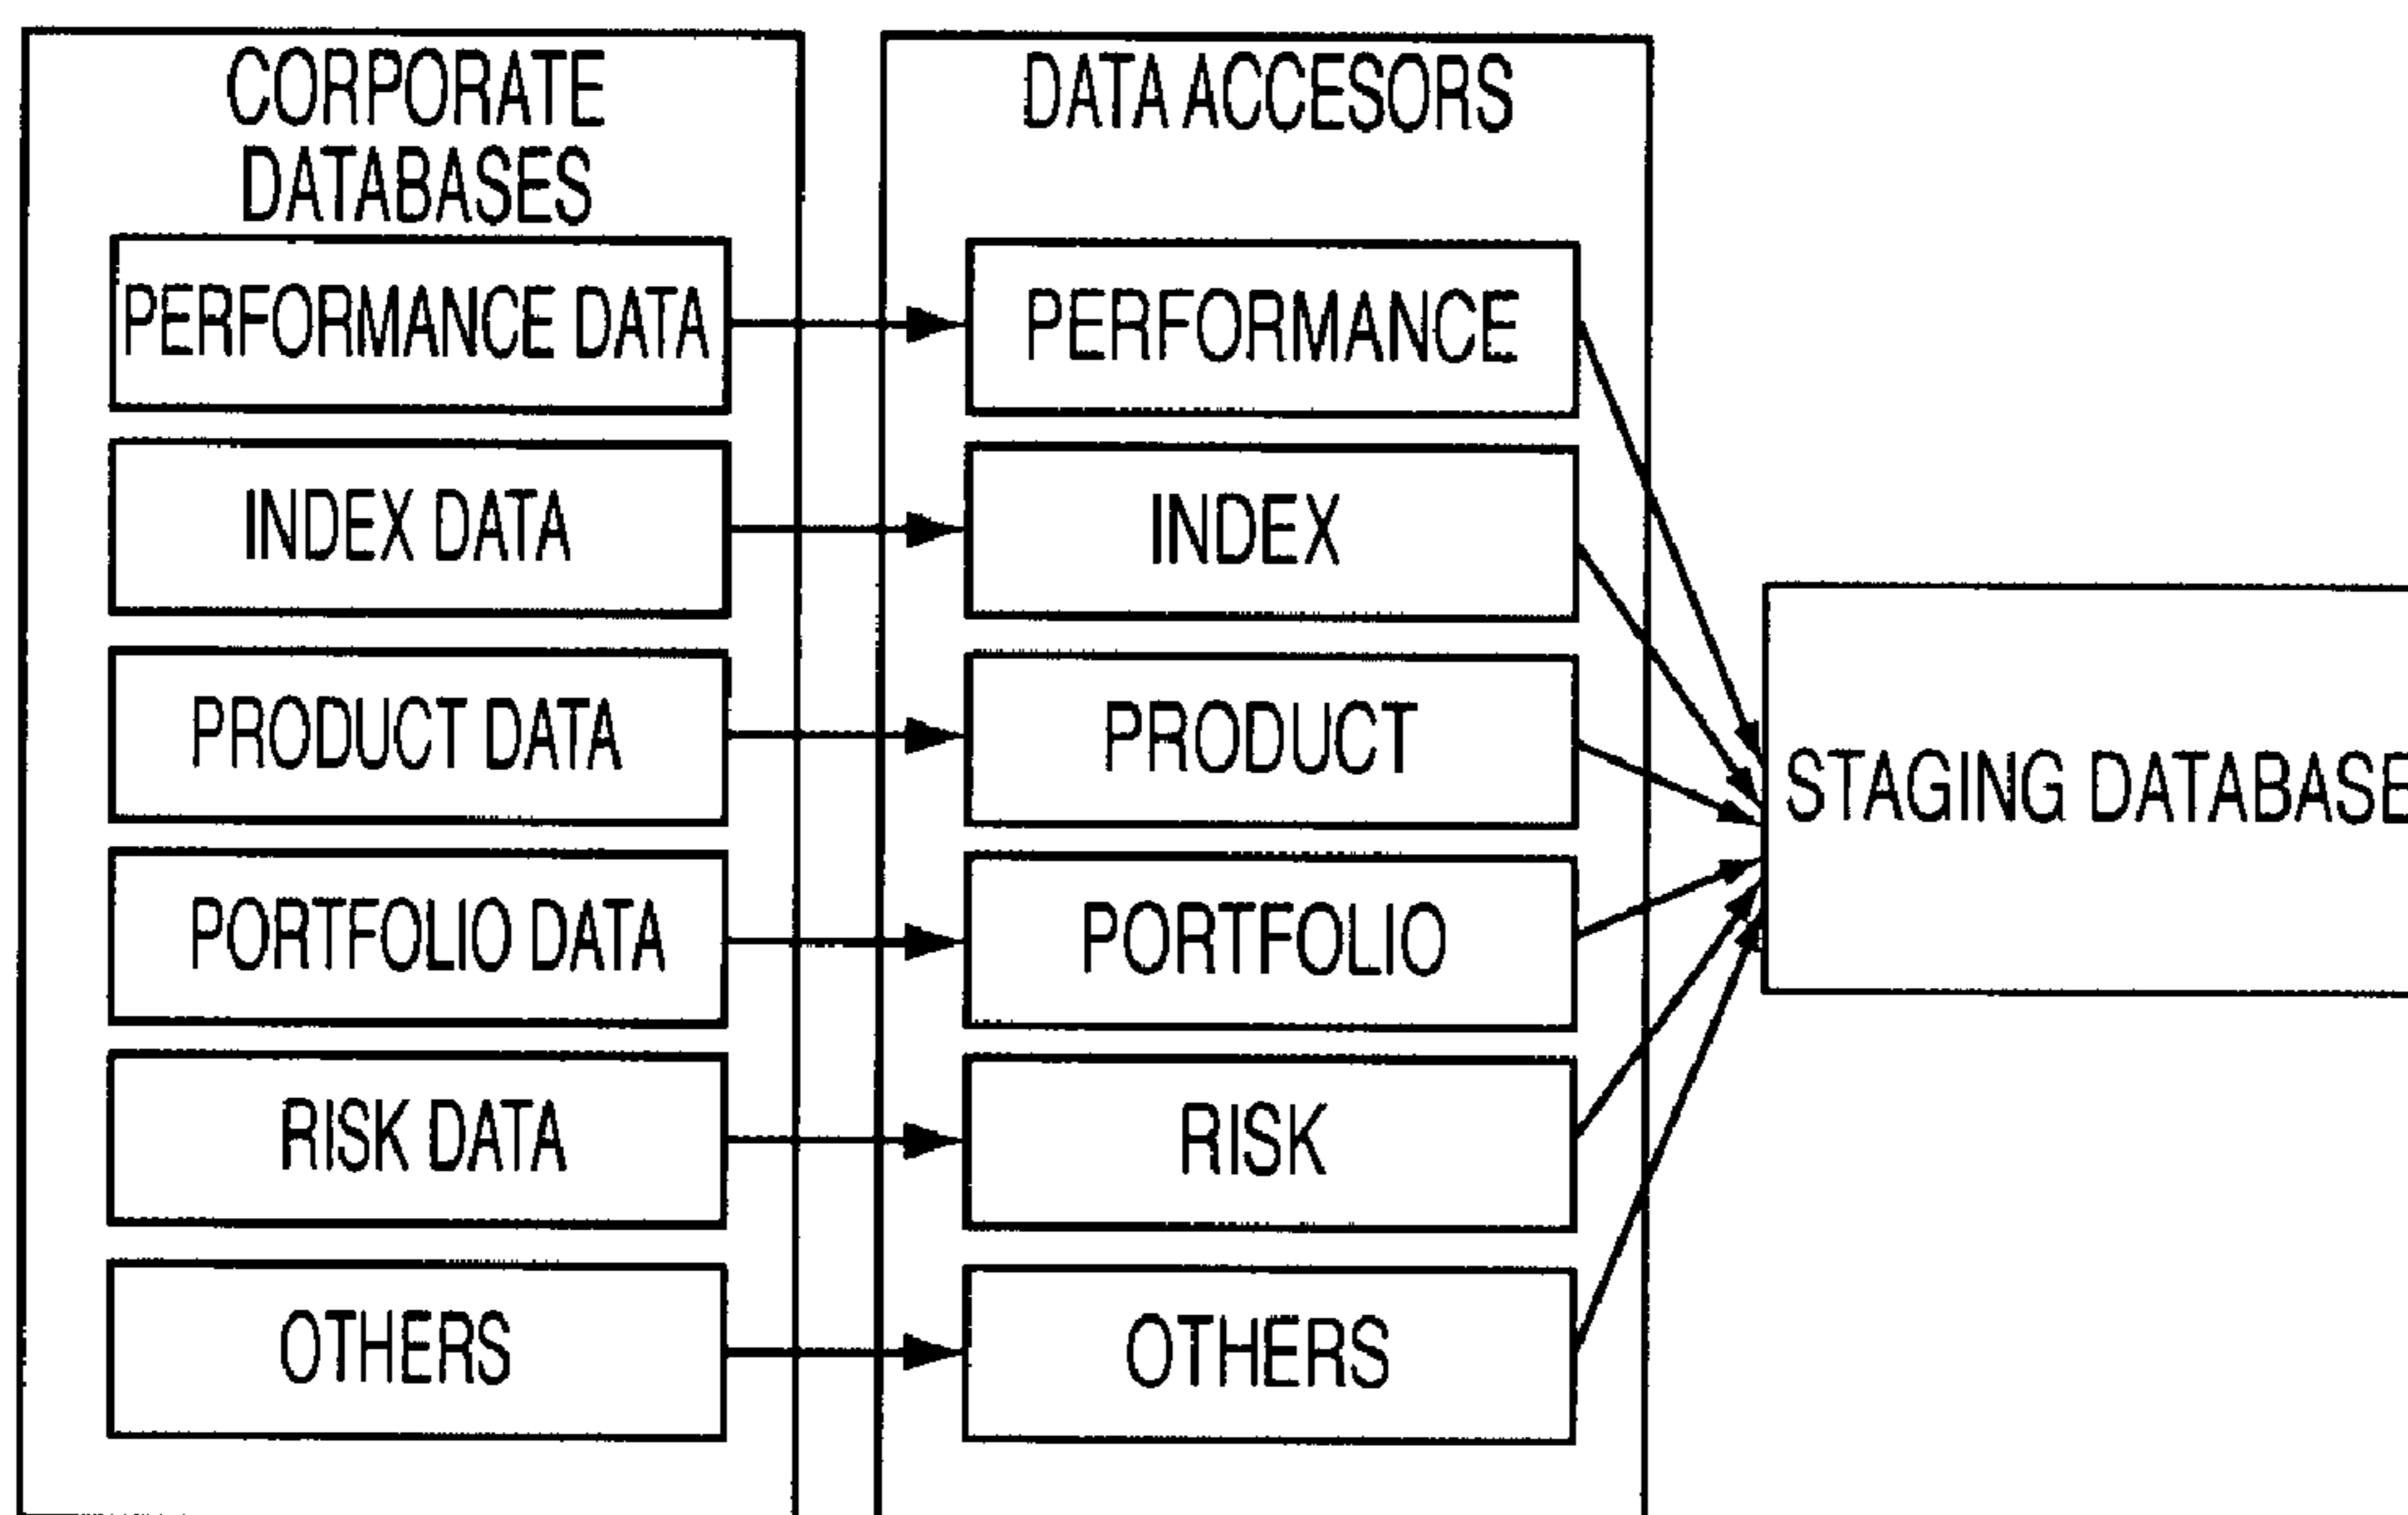 CORPORATE
DATABASES
PERFORMANCE DATA
INDEX DATA
PRODUCT DATA
PORTFOLIO DATA
RISK DATA
OTHERS
DATA ACCESORS
PERFORMANCE
INDEX
PRODUCT
PORTFOLIO
RISK
OTHERS
STAGING DATABASE